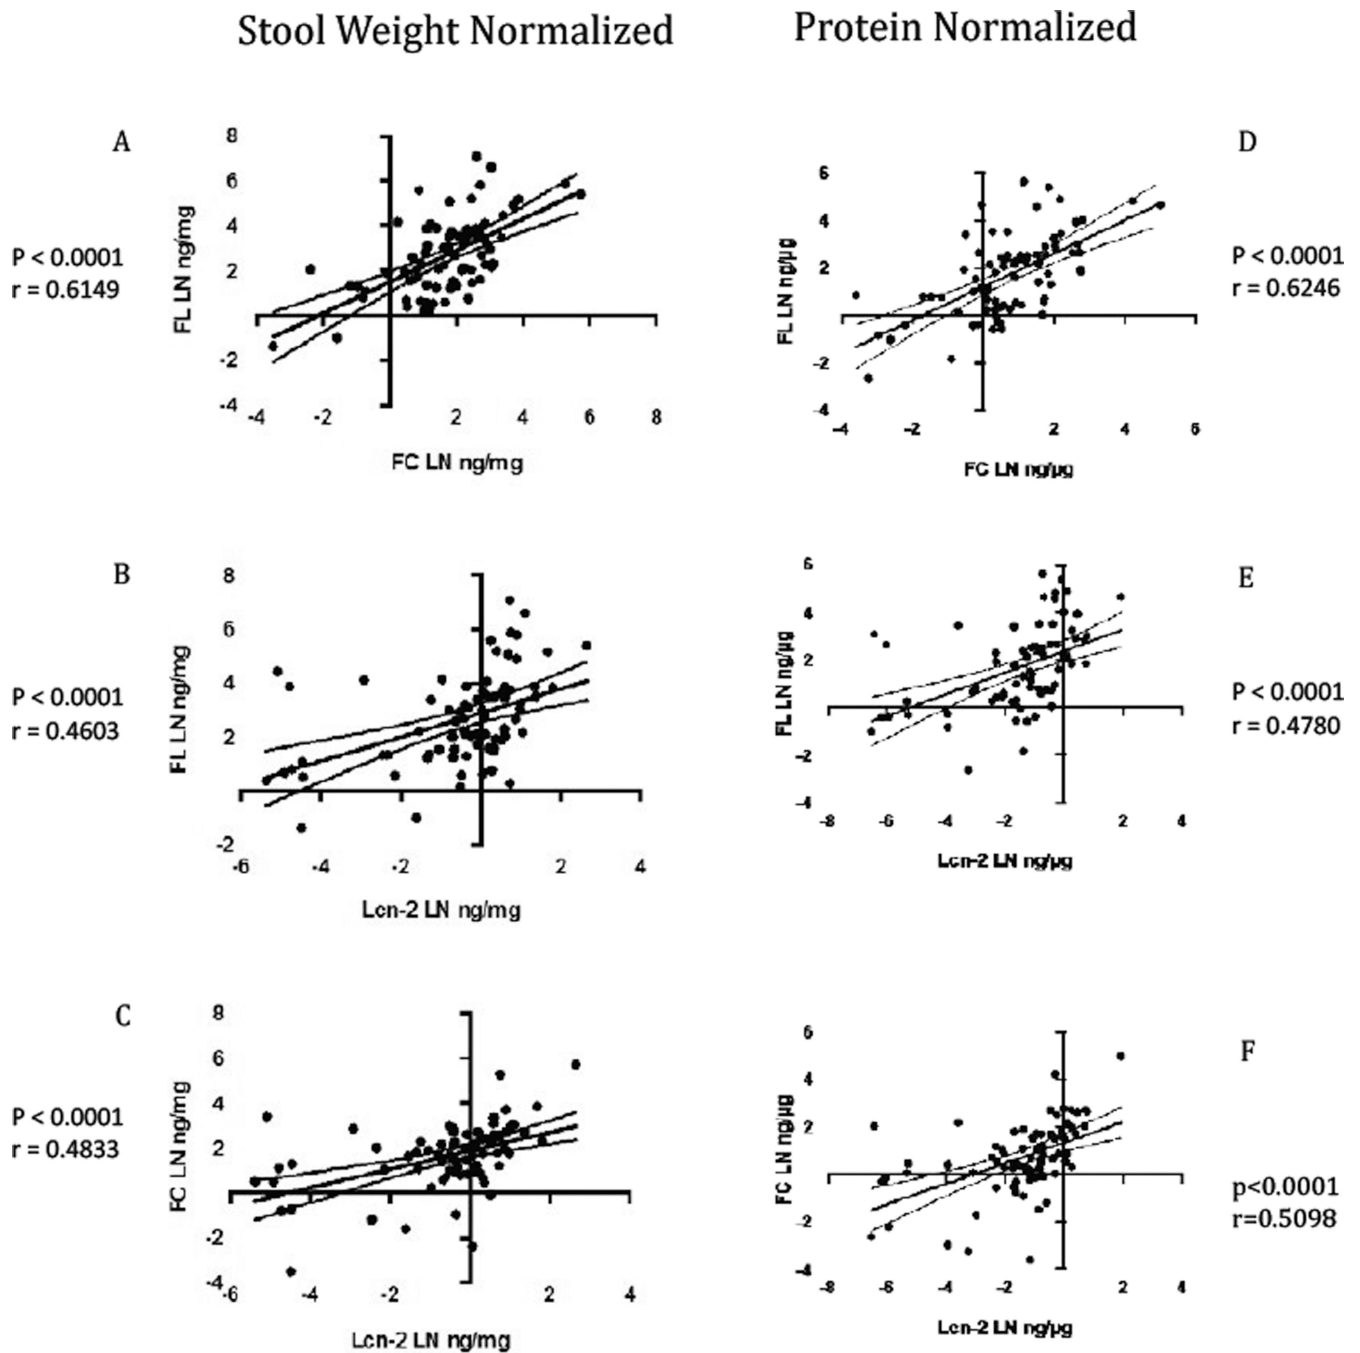 Stool Weight Normalized
Protein Normalized
A
P < 0.0001
r = 0.6149
FL LN ng/mg
8
6
4
2
-2
-4
-4 -2 2 4 6 8
FC LN ng/mg
D
P < 0.0001
r = 0.6246
FL LN ng/µg
6
4
2
-2
-4
-4 -2 2 4 6
FC LN ng/µg
B
P < 0.0001
r = 0.4603
FL LN ng/mg
8
6
4
2
-2
-6 -4 -2 2 4
Lcn-2 LN ng/mg
E
P < 0.0001
r = 0.4780
FL LN ng/µg
6
4
2
-2
-4
-8 -6 -4 -2 2 4
Lcn-2 LN ng/µg
C
P < 0.0001
r = 0.4833
FC LN ng/mg
8
6
4
2
-2
-4
-6 -4 -2 2 4
Lcn-2 LN ng/mg
F
p<0.0001
r=0.5098
FC LN ng/µg
6
4
2
-2
-4
-8 -6 -4 -2 2 4
Lcn-2 LN ng/µg